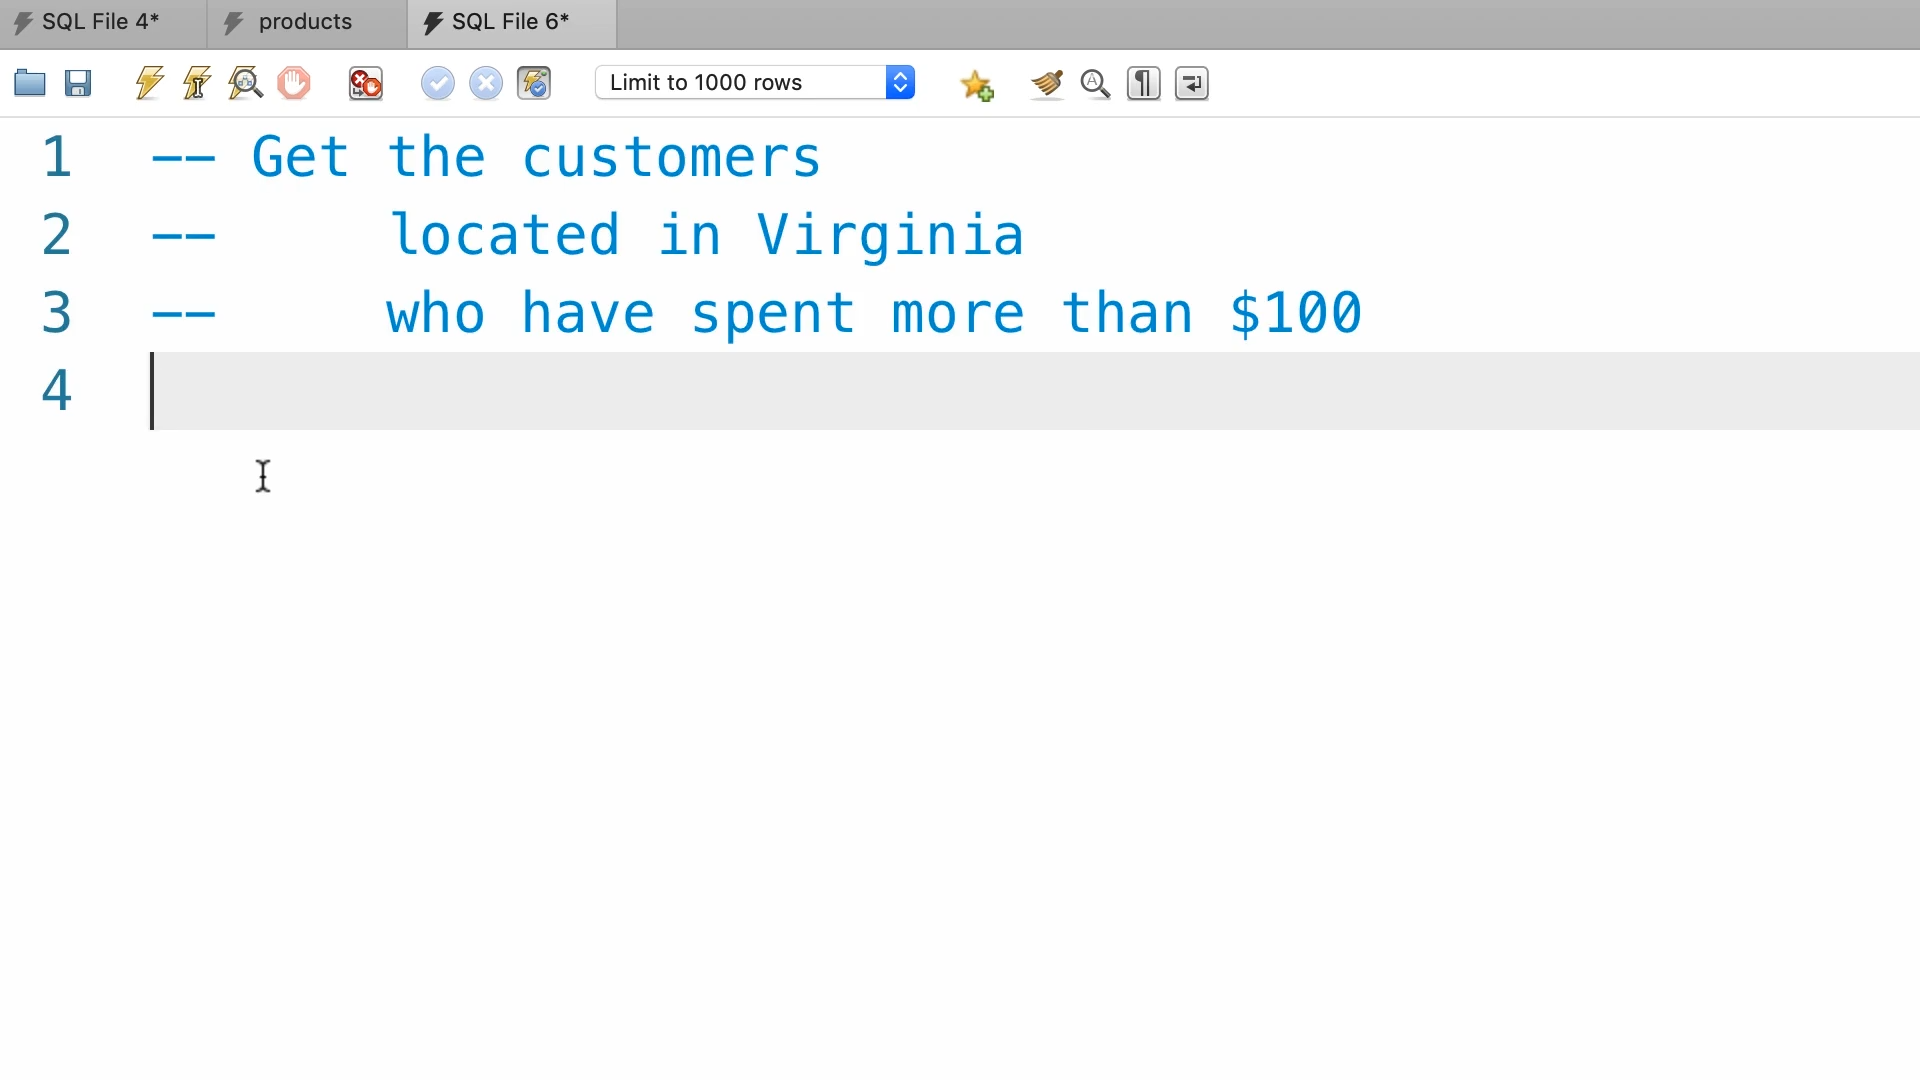 SQL File 4*
products
SQL File 6*
Limit to 1000 rows
1 -- Get the customers
2 -- located in Virginia
3 -- who have spent more than $100
4